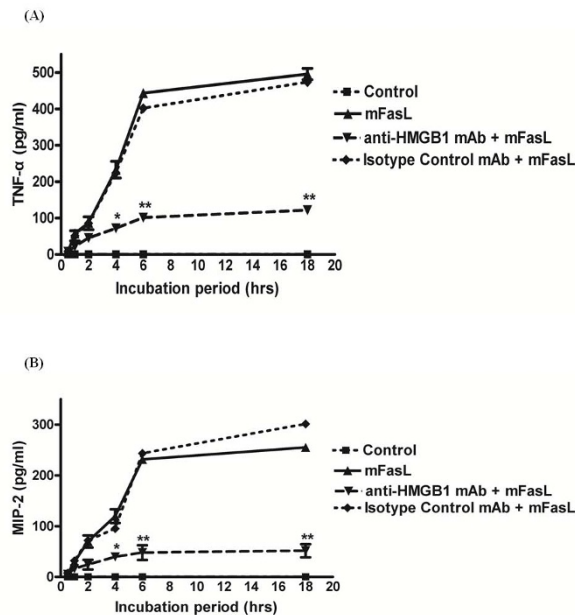 (A)
TNF-α (pg/ml)
500
400
300
200
100
0
*
**
**
0 2 4 6 8 10 12 14 16 18 20
Incubation period (hrs)
Control
mFasL
anti-HMGB1 mAb + mFasL
Isotype Control mAb + mFasL
(B)
MIP-2 (pg/ml)
300
200
100
0
*
**
**
0 2 4 6 8 10 12 14 16 18 20
Incubation period (hrs)
Control
mFasL
anti-HMGB1 mAb + mFasL
Isotype Control mAb + mFasL